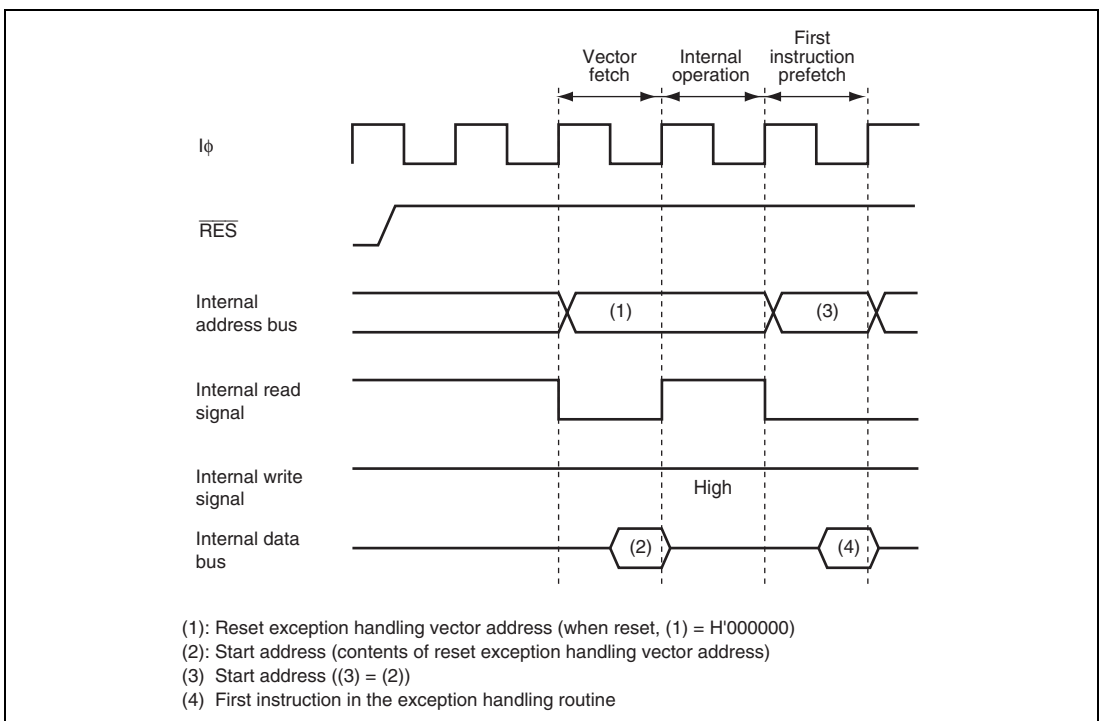 Vector
fetch
Internal
operation
First
instruction
prefetch
Iϕ
RES
Internal
address bus
(1)
(3)
Internal read
signal
Internal write
signal
High
Internal data
bus
(2)
(4)
(1): Reset exception handling vector address (when reset, (1) = H'000000)
(2): Start address (contents of reset exception handling vector address)
(3) Start address ((3) = (2))
(4) First instruction in the exception handling routine